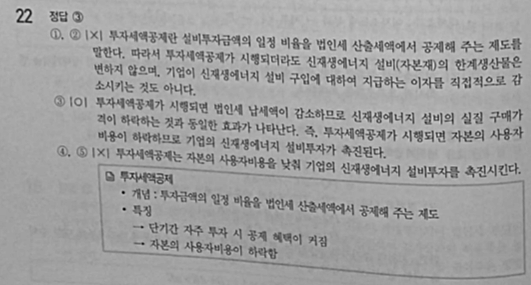 22 정답 ③
①, ② |×| 투자세액공제란 설비투자금액의 일정 비율을 법인세 산출세액에서 공제해 주는 제도를
말한다. 따라서 투자세액공제가 시행되더라도 신재생에너지 설비(자본재)의 한계생산물은
변하지 않으며, 기업이 신재생에너지 설비 구입에 대하여 지급하는 이자를 직접적으로 감
소시키는 것도 아니다.
③ |○| 투자세액공제가 시행되면 법인세 납세액이 감소하므로 신재생에너지 설비의 실질 구매가
격이 하락하는 것과 동일한 효과가 나타난다. 즉, 투자세액공제가 시행되면 자본의 사용자
비용이 하락하므로 기업의 신재생에너지 설비투자가 촉진된다.
④, ⑤ |×| 투자세액공제는 자본의 사용자비용을 낮춰 기업의 신재생에너지 설비투자를 촉진시킨다.
투자세액공제
• 개념 : 투자금액의 일정 비율을 법인세 산출세액에서 공제해 주는 제도
• 특징
→ 단기간 자주 투자 시 공제 혜택이 커짐
→ 자본의 사용자비용이 하락함